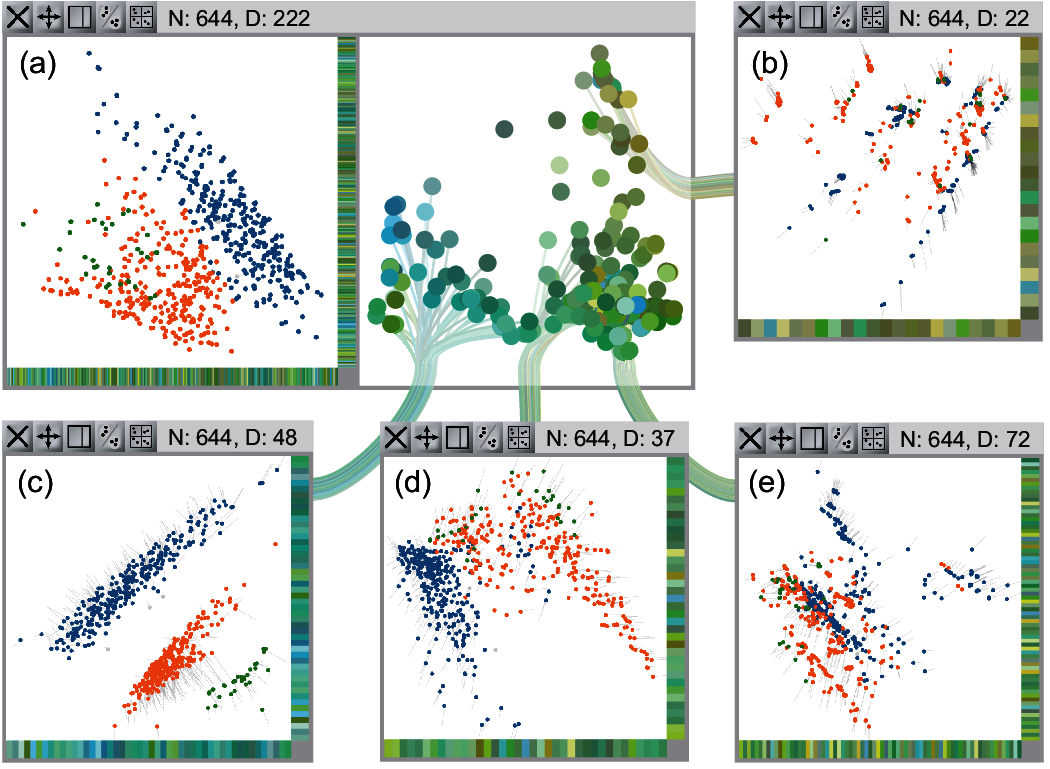 N: 644, D: 222
(a)
N: 644, D: 22
(b)
N: 644, D: 48
(c)
N: 644, D: 37
(d)
N: 644, D: 72
(e)